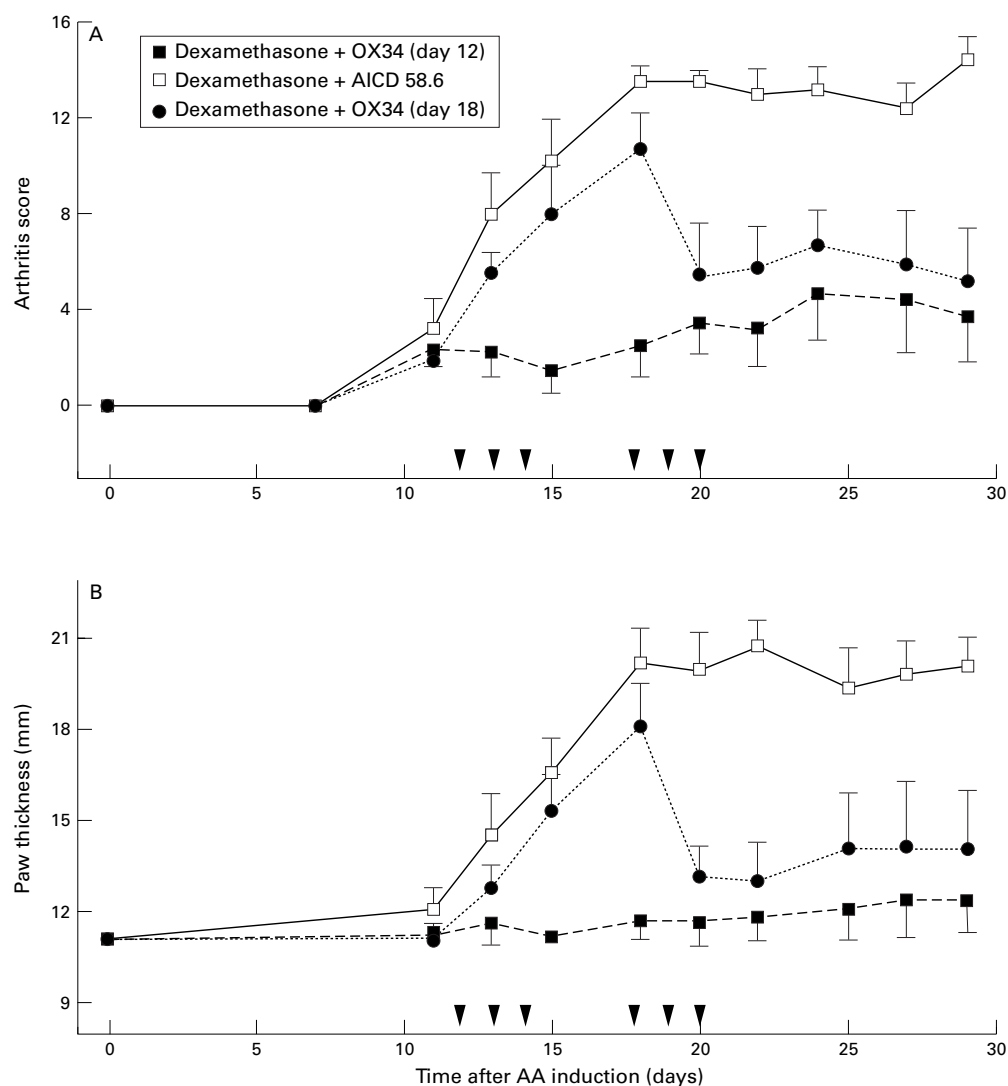 A
Dexamethasone + OX34 (day 12)
Dexamethasone + AICD 58.6
Dexamethasone + OX34 (day 18)
16
12
8
4
0
Arthritis score
0 5 10 15 20 25 30
B
21
18
15
12
9
Paw thickness (mm)
0 5 10 15 20 25 30
Time after AA induction (days)